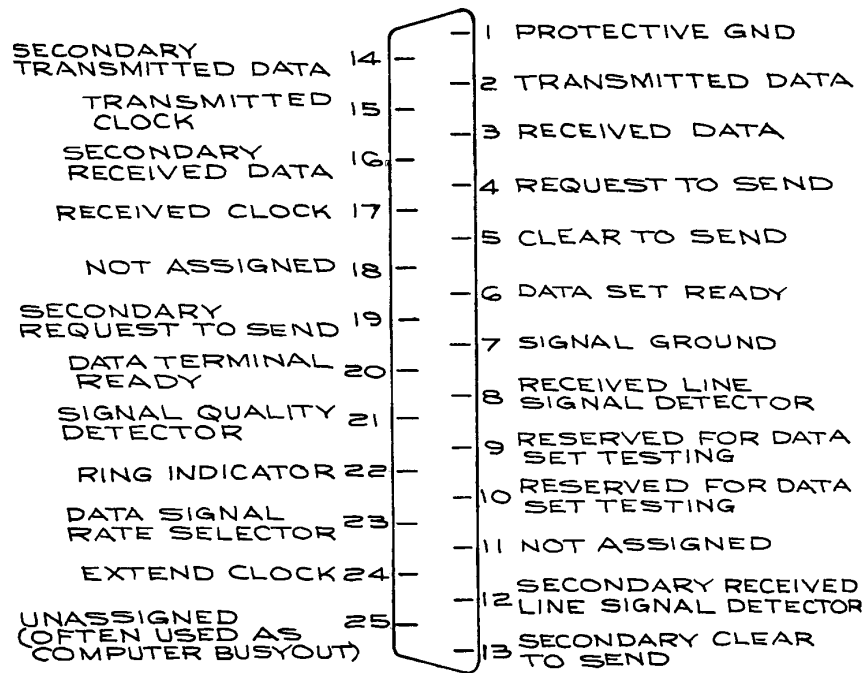 SECONDARY
TRANSMITTED DATA 14
TRANSMITTED
CLOCK 15
SECONDARY
RECEIVED DATA 16
RECEIVED CLOCK 17
NOT ASSIGNED 18
SECONDARY
REQUEST TO SEND 19
DATA TERMINAL
READY 20
SIGNAL QUALITY
DETECTOR 21
RING INDICATOR 22
DATA SIGNAL
RATE SELECTOR 23
EXTEND CLOCK 24
UNASSIGNED 25
(OFTEN USED AS
COMPUTER BUSYOUT)
1 PROTECTIVE GND
2 TRANSMITTED DATA
3 RECEIVED DATA
4 REQUEST TO SEND
5 CLEAR TO SEND
6 DATA SET READY
7 SIGNAL GROUND
8 RECEIVED LINE
SIGNAL DETECTOR
9 RESERVED FOR DATA
SET TESTING
10 RESERVED FOR DATA
SET TESTING
11 NOT ASSIGNED
12 SECONDARY RECEIVED
LINE SIGNAL DETECTOR
13 SECONDARY CLEAR
TO SEND